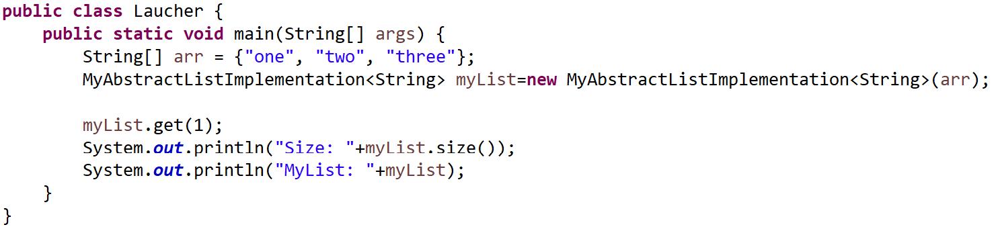 public class Laucher {
    public static void main(String[] args) {
        String[] arr = {"one", "two", "three"};
        MyAbstractListImplementation<String> myList=new MyAbstractListImplementation<String>(arr);

        myList.get(1);
        System.out.println("Size: "+myList.size());
        System.out.println("MyList: "+myList);
    }
}